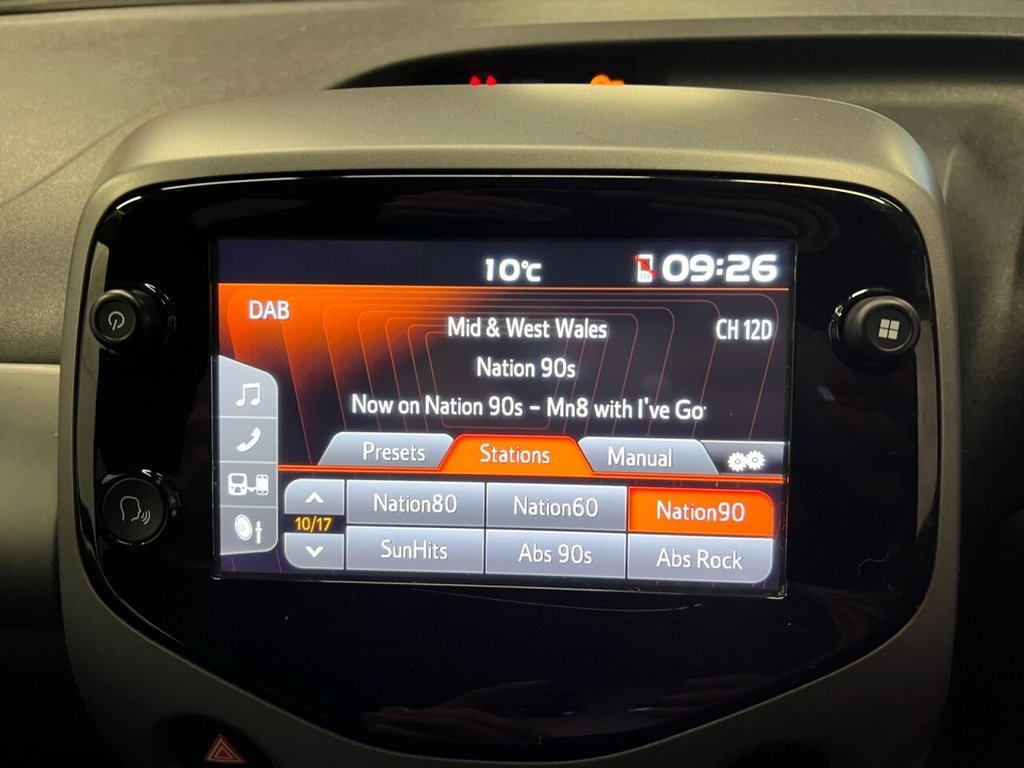 10°C 09:26
DAB
Mid & West Wales CH 12D
Nation 90s
Now on Nation 90s - Mn8 with I've Go
Presets Stations Manual
Nation80 Nation60 Nation90
10/17
SunHits Abs 90s Abs Rock